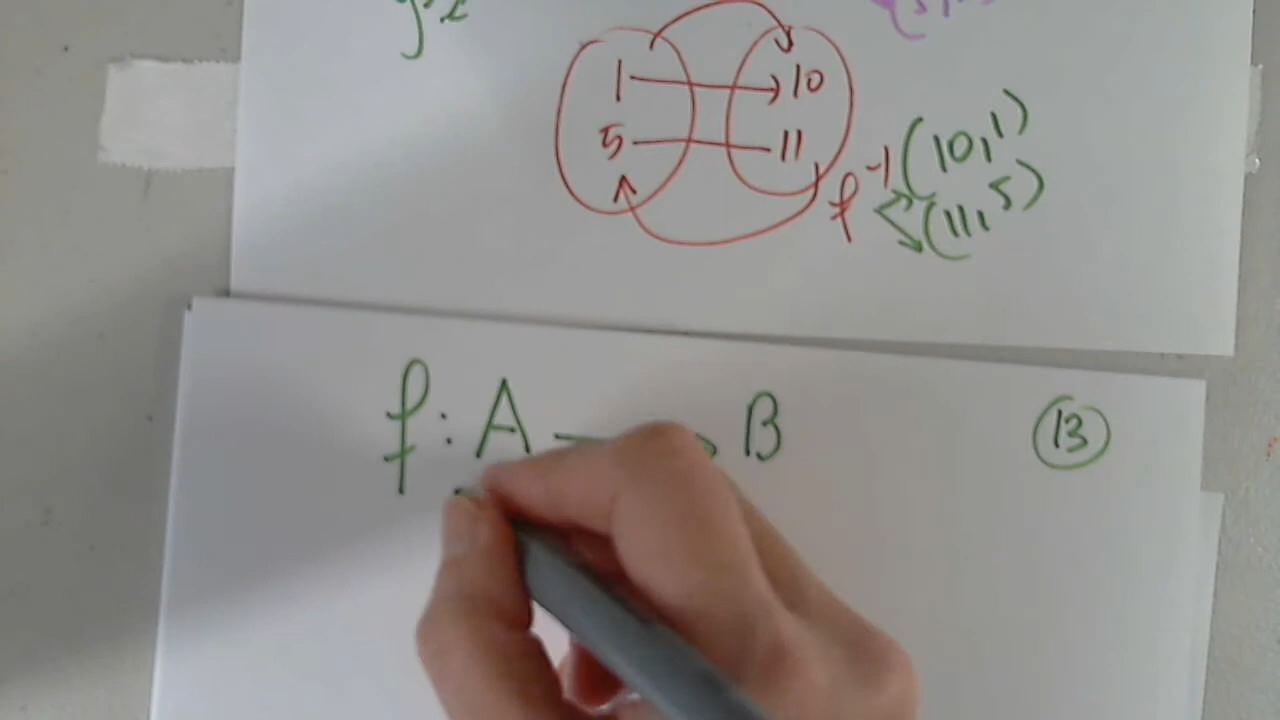 1 → 10
5 — 11
f⁻¹ (10, 1)
(11, 5)
f: A → B
13